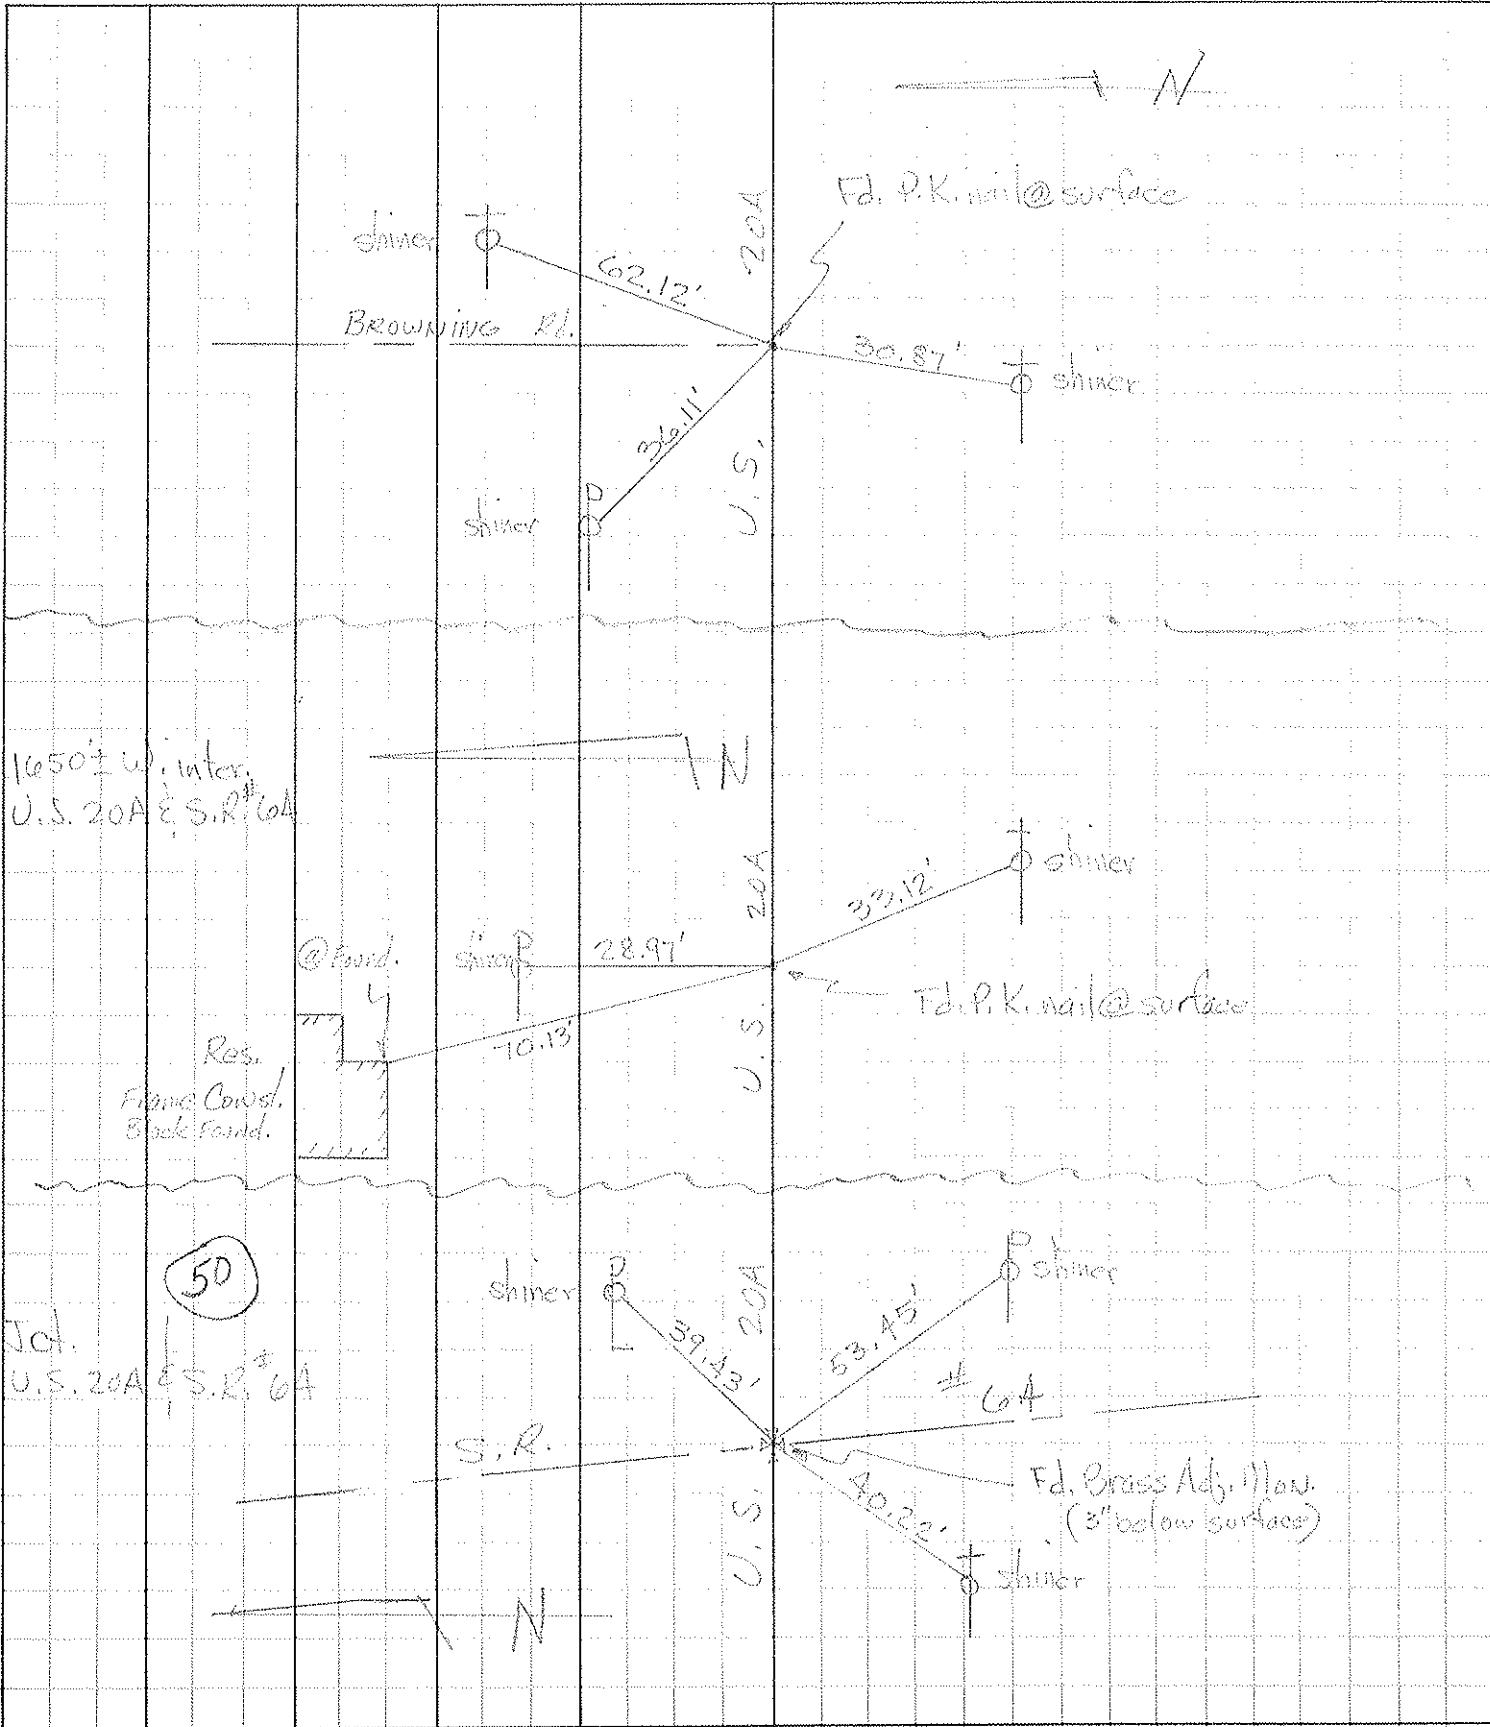 N
Fd. P.K. nail @ surface
shiner
62.12'
20A
BROWNING Rd.
30.87'
shiner
36.11'
U.S.
shiner
N
1650'± W. inter.
U.S. 20A & S.R.# 64
shiner
33.12'
20A
@ Found.
shiner
28.97'
Fd. P.K. nail @ surface
70.13'
U.S.
Res.
Frame Const.
Block Found.
50
shiner
shiner
20A
39.43'
53.45'
Jct.
U.S. 20A & S.R.# 64
# 64
S.R.
Fd. Brass Adj. Mon.
(3" below surface)
40.22'
U.S.
shiner
N